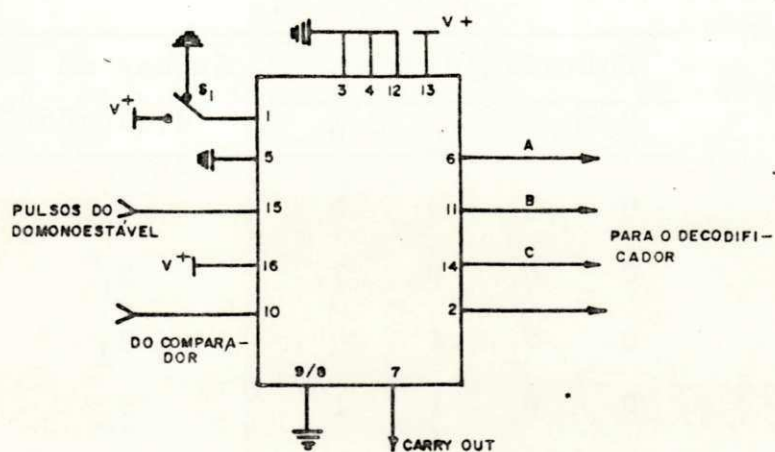 V +
3 4 12 13
S1
V+
1
5
6
A
PULSOS DO
DOMONOESTÁVEL
15
11
B
PARA O DECODIFI-
CADOR
V+
16
14
C
10
2
DO COMPARA-
DOR
9/8
7
CARRY OUT